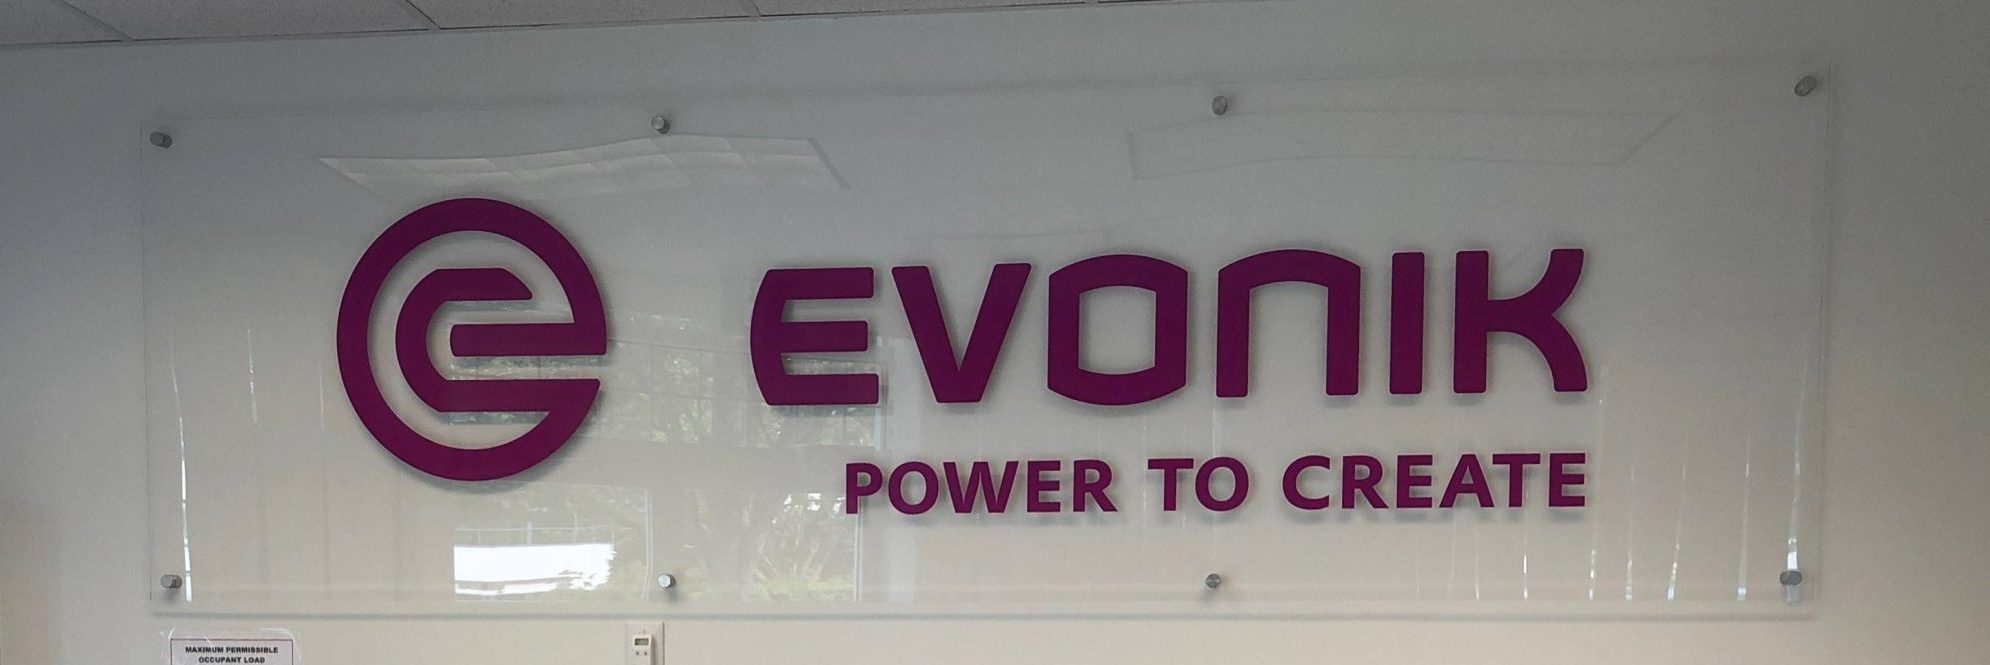 EVONIK
POWER TO CREATE
MAXIMUM PERMISSIBLE
OCCUPANT LOAD